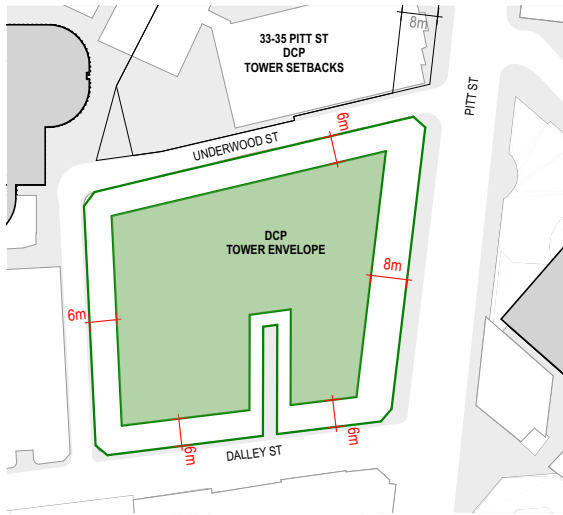 8m
33-35 PITT ST
DCP
TOWER SETBACKS
PITT ST
6m
UNDERWOOD ST
DCP
TOWER ENVELOPE
8m
6m
6m
6m
DALLEY ST